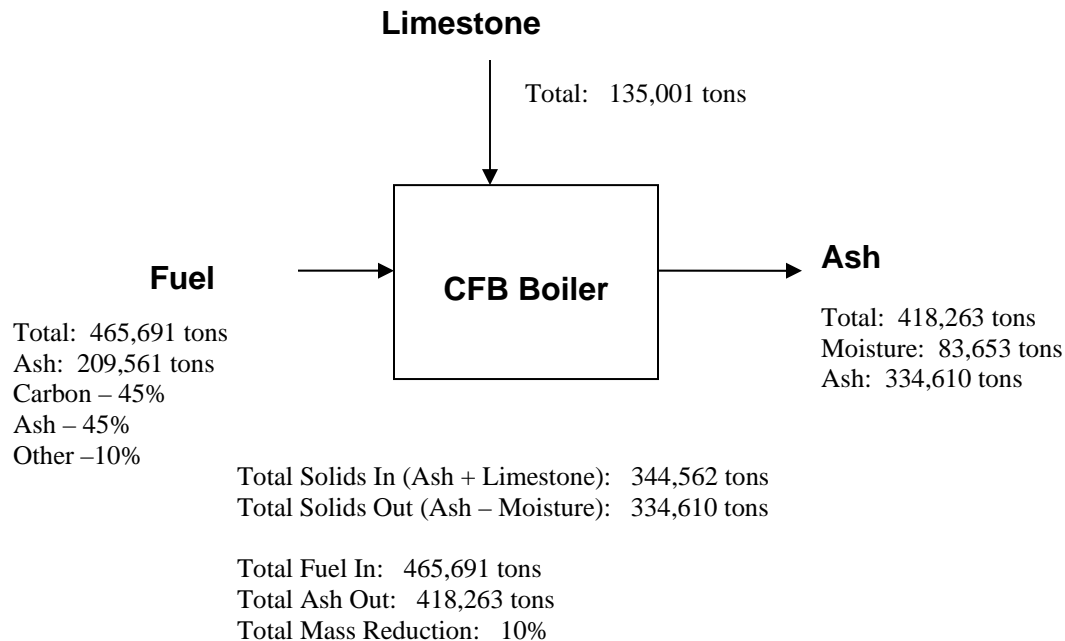 Limestone
Total: 135,001 tons
Fuel
Total: 465,691 tons
Ash: 209,561 tons
Carbon – 45%
Ash – 45%
Other –10%
CFB Boiler
Ash
Total: 418,263 tons
Moisture: 83,653 tons
Ash: 334,610 tons
Total Solids In (Ash + Limestone): 344,562 tons
Total Solids Out (Ash – Moisture): 334,610 tons
Total Fuel In: 465,691 tons
Total Ash Out: 418,263 tons
Total Mass Reduction: 10%